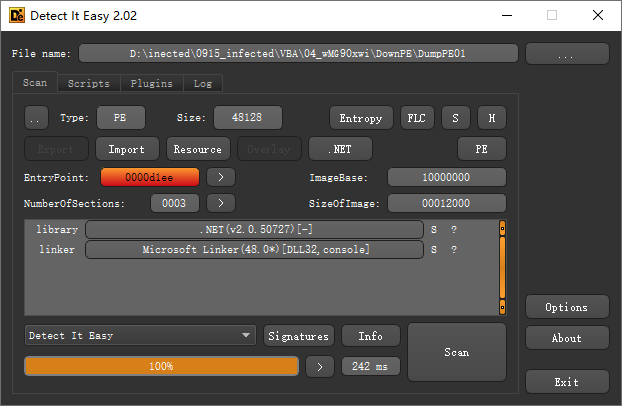 Detect It Easy 2.02
File name: D:\inected\0915_infected\VBA\04_wMG90xwi\DownPE\DumpPE01 ...
Scan Scripts Plugins Log
.. Type: PE Size: 48128 Entropy FLC S H
Export Import Resource Overlay .NET PE
EntryPoint: 0000d1ee > ImageBase: 10000000
NumberOfSections: 0003 > SizeOfImage: 00012000
library .NET(v2.0.50727)[-] S ?
linker Microsoft Linker(48.0*)[DLL32,console] S ?
Options
Detect It Easy Signatures Info Scan About
100% > 242 ms
Exit